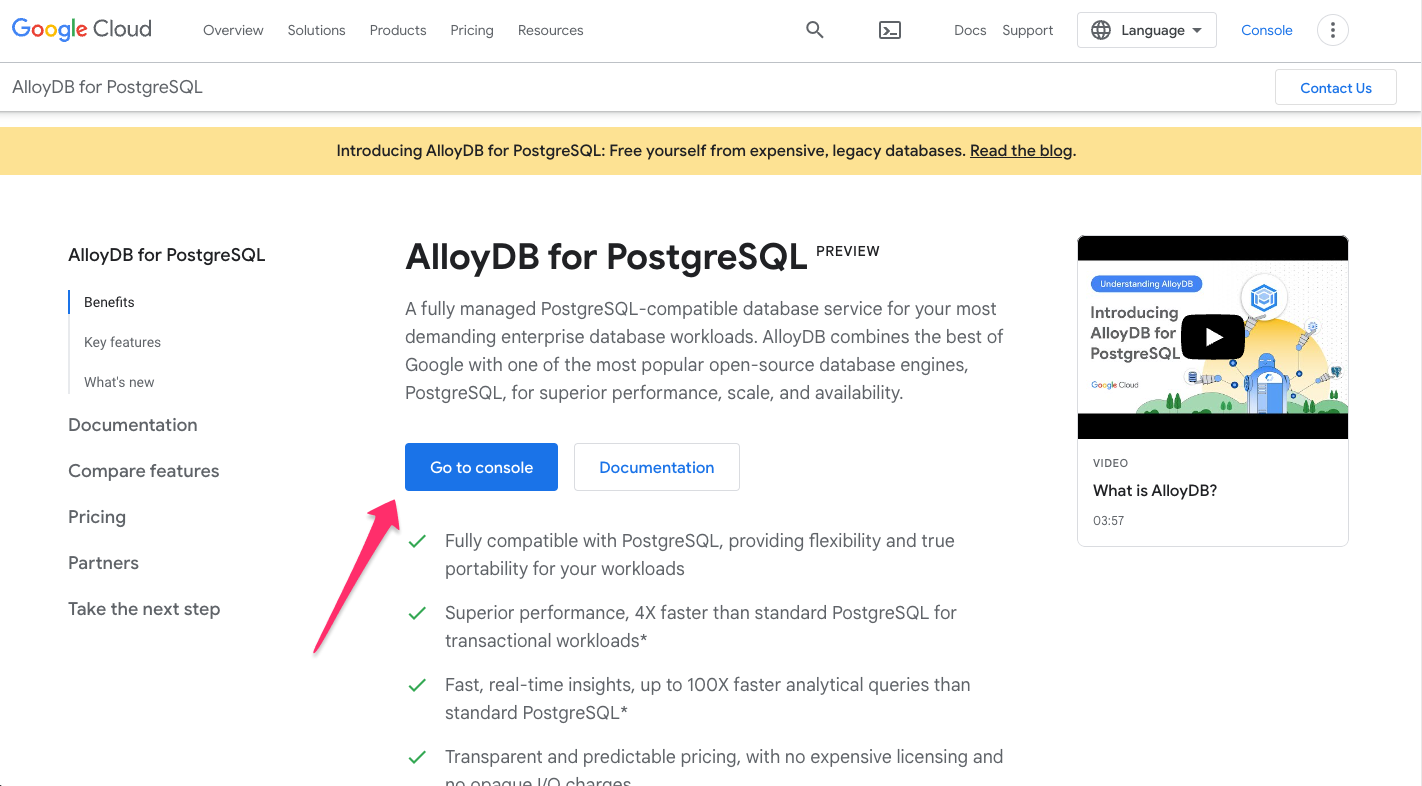 Google Cloud
Overview
Solutions
Products
Pricing
Resources
Docs
Support
Language
Console
AlloyDB for PostgreSQL
Contact Us
Introducing AlloyDB for PostgreSQL: Free yourself from expensive, legacy databases. Read the blog.
AlloyDB for PostgreSQL
Benefits
Key features
What's new
Documentation
Compare features
Pricing
Partners
Take the next step
AlloyDB for PostgreSQL PREVIEW
A fully managed PostgreSQL-compatible database service for your most
demanding enterprise database workloads. AlloyDB combines the best of
Google with one of the most popular open-source database engines,
PostgreSQL, for superior performance, scale, and availability.
Go to console
Documentation
Fully compatible with PostgreSQL, providing flexibility and true
portability for your workloads
Superior performance, 4X faster than standard PostgreSQL for
transactional workloads*
Fast, real-time insights, up to 100X faster analytical queries than
standard PostgreSQL*
Transparent and predictable pricing, with no expensive licensing and
no opaque I/O charges
Understanding AlloyDB
Introducing
AlloyDB for
PostgreSQL
Google Cloud
VIDEO
What is AlloyDB?
03:57